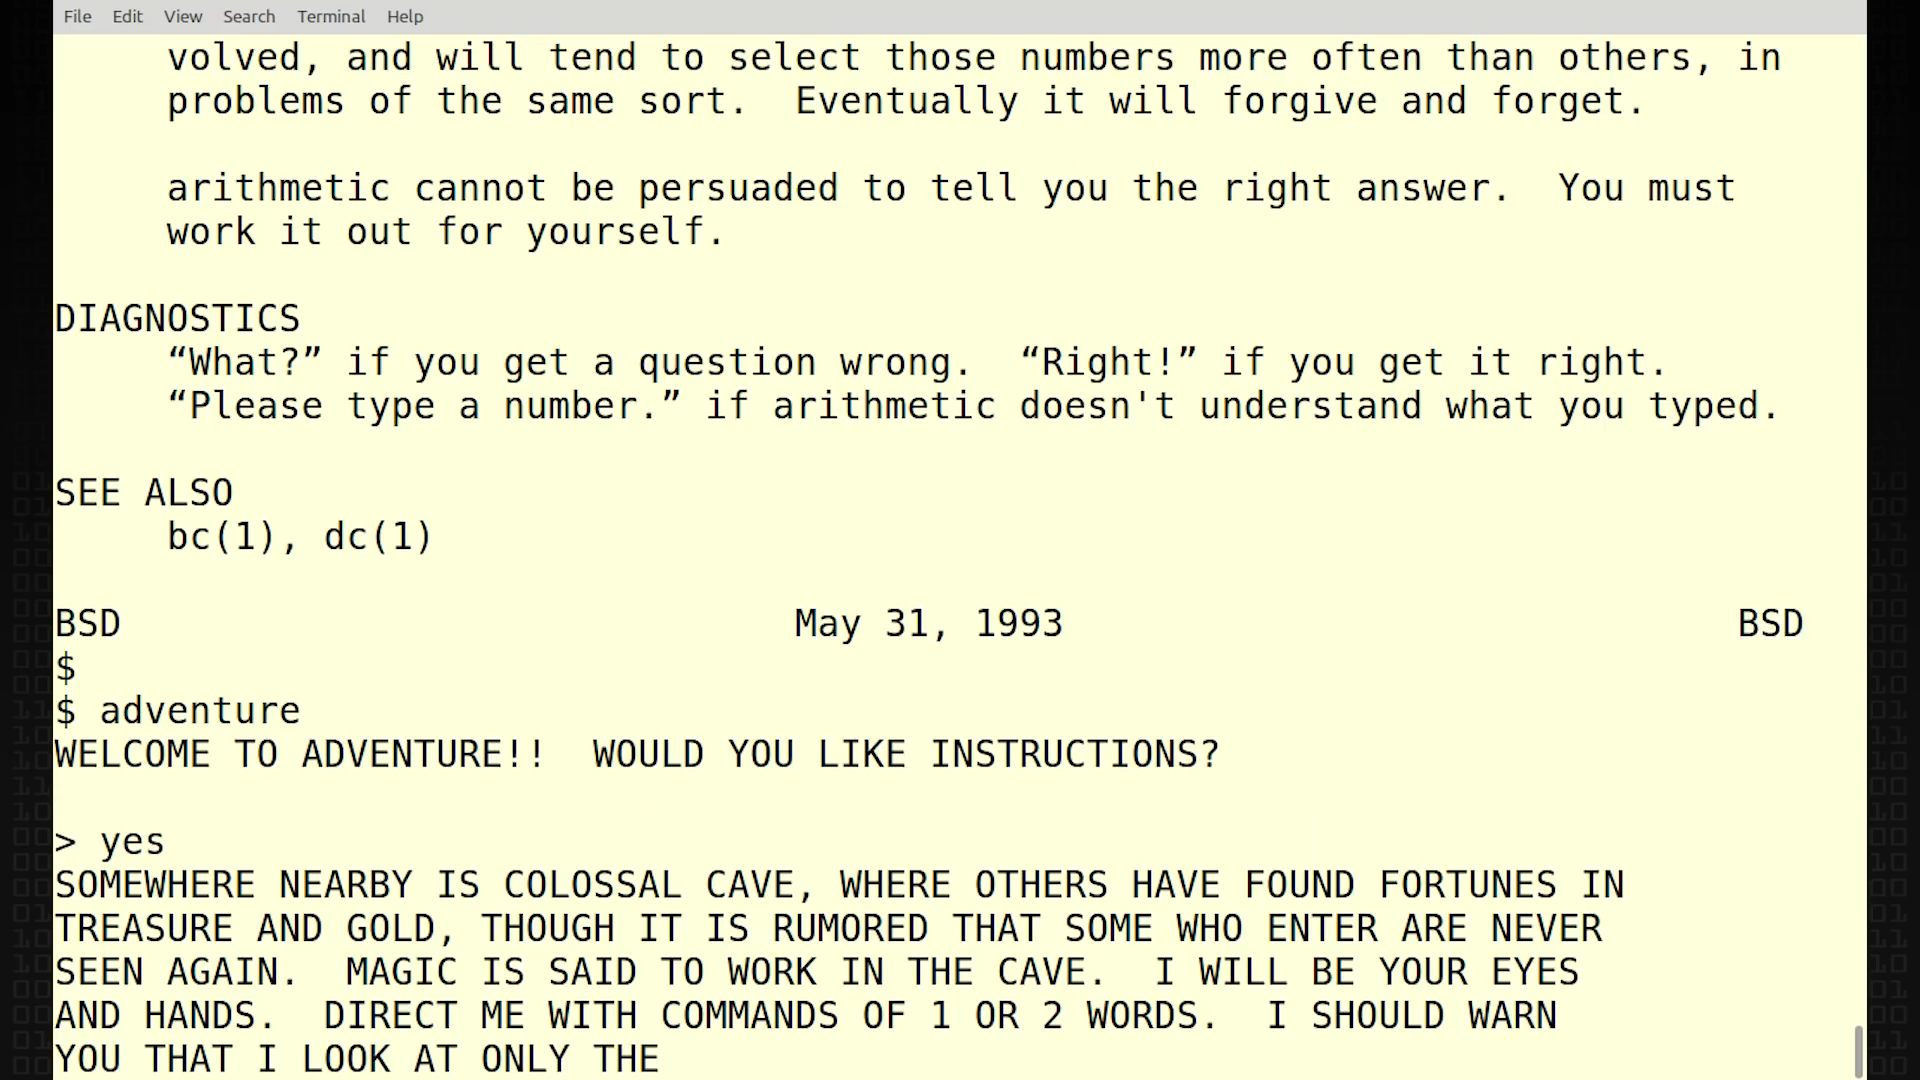 File Edit View Search Terminal Help
volved, and will tend to select those numbers more often than others, in
problems of the same sort.  Eventually it will forgive and forget.
arithmetic cannot be persuaded to tell you the right answer.  You must
work it out for yourself.
DIAGNOSTICS
“What?” if you get a question wrong.  “Right!” if you get it right.
“Please type a number.” if arithmetic doesn't understand what you typed.
SEE ALSO
bc(1), dc(1)
BSD May 31, 1993 BSD
$
$ adventure
WELCOME TO ADVENTURE!!  WOULD YOU LIKE INSTRUCTIONS?
> yes
SOMEWHERE NEARBY IS COLOSSAL CAVE, WHERE OTHERS HAVE FOUND FORTUNES IN
TREASURE AND GOLD, THOUGH IT IS RUMORED THAT SOME WHO ENTER ARE NEVER
SEEN AGAIN.  MAGIC IS SAID TO WORK IN THE CAVE.  I WILL BE YOUR EYES
AND HANDS.  DIRECT ME WITH COMMANDS OF 1 OR 2 WORDS.  I SHOULD WARN
YOU THAT I LOOK AT ONLY THE